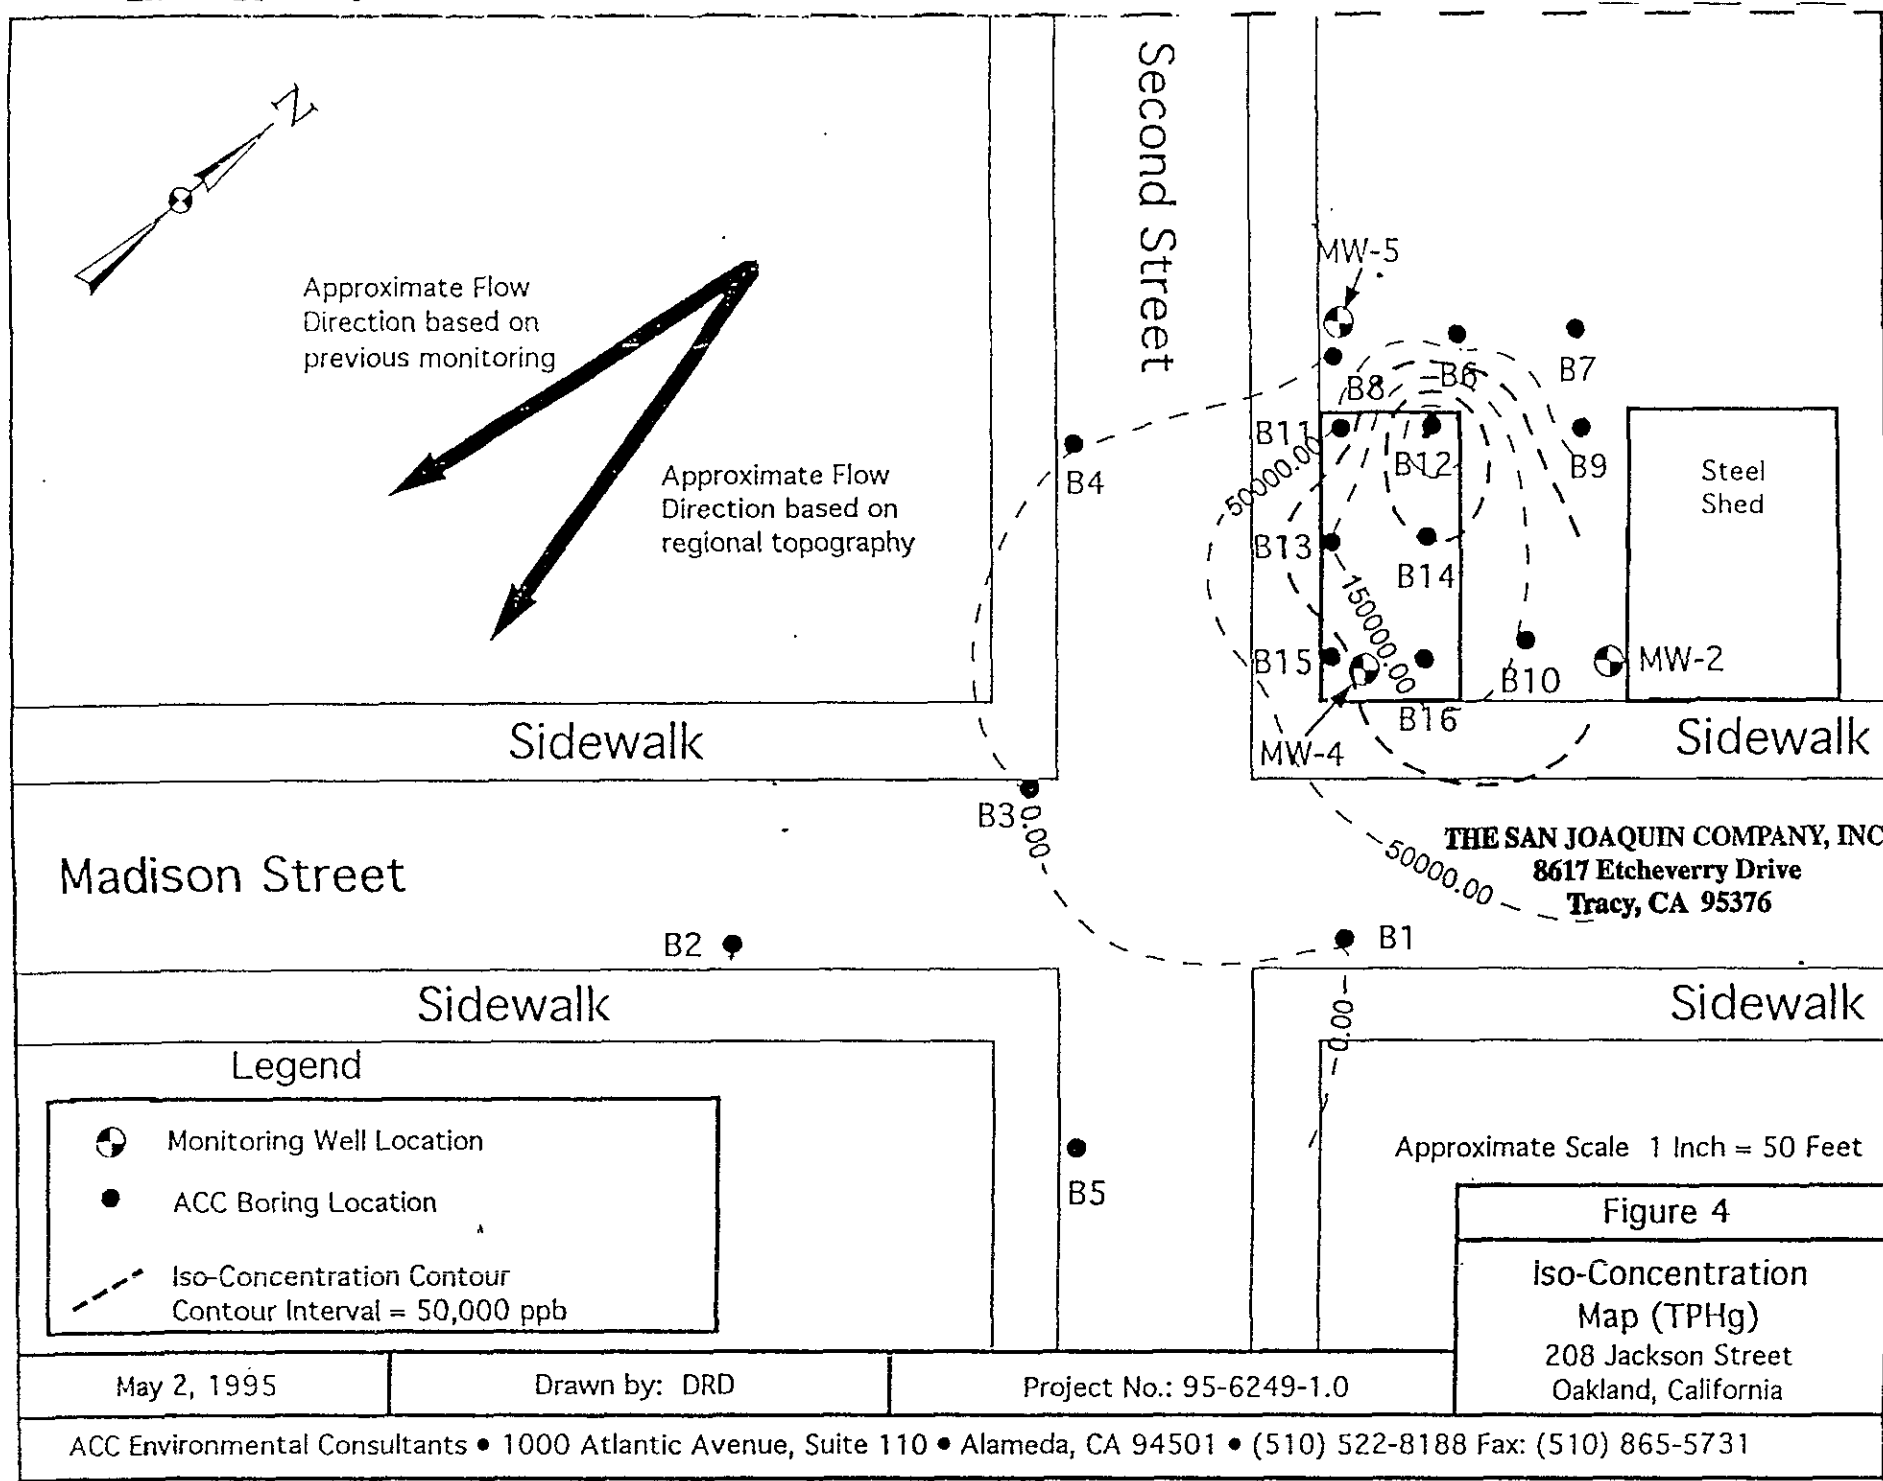 N
Second Street
MW-5
Approximate Flow
Direction based on
previous monitoring
B8
B6
B7
B11
B12
B9
50000.00
B4
Steel
Shed
Approximate Flow
Direction based on
regional topography
B13
B14
150000.00
B15
B16
B10
MW-2
MW-4
Sidewalk
Sidewalk
B3
0.00
50000.00
THE SAN JOAQUIN COMPANY, INC
8617 Etcheverry Drive
Tracy, CA 95376
Madison Street
B2
B1
Sidewalk
Sidewalk
0.00
Legend
Monitoring Well Location
ACC Boring Location
Iso-Concentration Contour
Contour Interval = 50,000 ppb
B5
Approximate Scale 1 Inch = 50 Feet
Figure 4
Iso-Concentration
Map (TPHg)
208 Jackson Street
Oakland, California
May 2, 1995
Drawn by: DRD
Project No.: 95-6249-1.0
ACC Environmental Consultants • 1000 Atlantic Avenue, Suite 110 • Alameda, CA 94501 • (510) 522-8188 Fax: (510) 865-5731